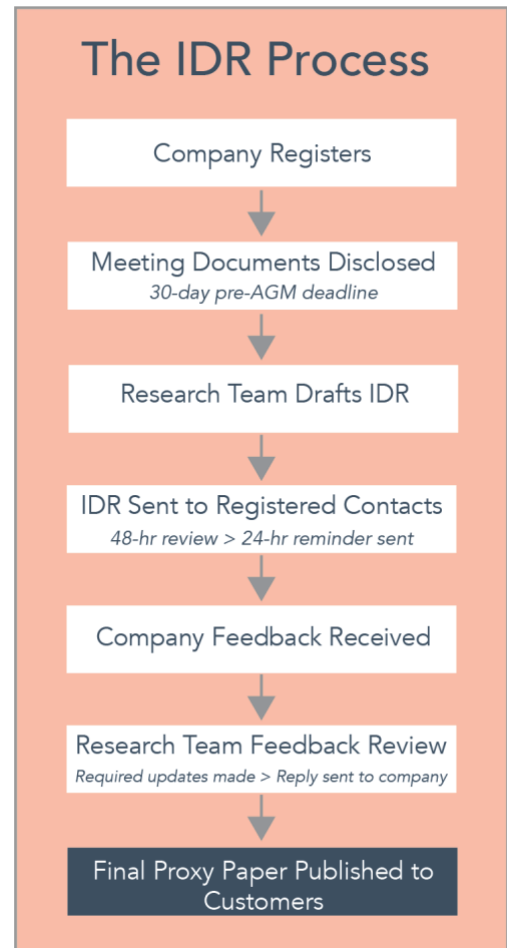 The IDR Process
Company Registers
Meeting Documents Disclosed
30-day pre-AGM deadline
Research Team Drafts IDR
IDR Sent to Registered Contacts
48-hr review > 24-hr reminder sent
Company Feedback Received
Research Team Feedback Review
Required updates made > Reply sent to company
Final Proxy Paper Published to
Customers